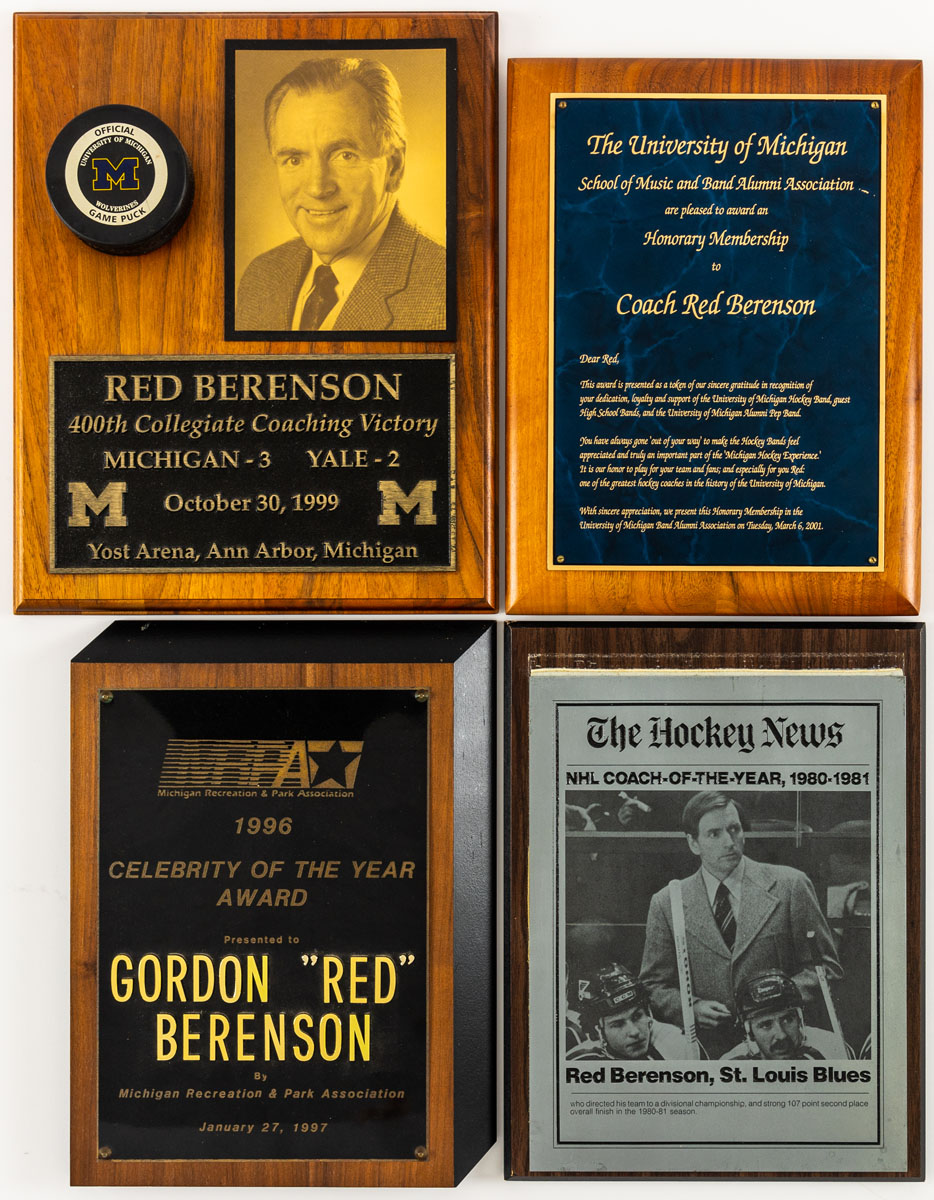 OFFICIAL
UNIVERSITY OF MICHIGAN
M
WOLVERINES
GAME PUCK
RED BERENSON
400th Collegiate Coaching Victory
MICHIGAN - 3 YALE - 2
M October 30, 1999 M
Yost Arena, Ann Arbor, Michigan
The University of Michigan
School of Music and Band Alumni Association
are pleased to award an
Honorary Membership
to
Coach Red Berenson
Dear Red,
This award is presented as a token of our sincere gratitude in recognition of
your dedication, loyalty and support of the University of Michigan Hockey Band, guest
High School Bands, and the University of Michigan Alumni Pep Band.
You have always gone 'out of your way' to make the Hockey Bands feel
appreciated and truly an important part of the 'Michigan Hockey Experience.'
It is our honor to play for your team and fans; and especially for you Red:
one of the greatest hockey coaches in the history of the University of Michigan.
With sincere appreciation, we present this Honorary Membership in the
University of Michigan Band Alumni Association on Tuesday, March 6, 2001.
MRPA
Michigan Recreation & Park Association
1996
CELEBRITY OF THE YEAR
AWARD
Presented to
GORDON "RED"
BERENSON
By
Michigan Recreation & Park Association
January 27, 1997
The Hockey News
NHL COACH-OF-THE-YEAR, 1980-1981
Red Berenson, St. Louis Blues
who directed his team to a divisional championship, and strong 107 point second place
overall finish in the 1980-81 season.